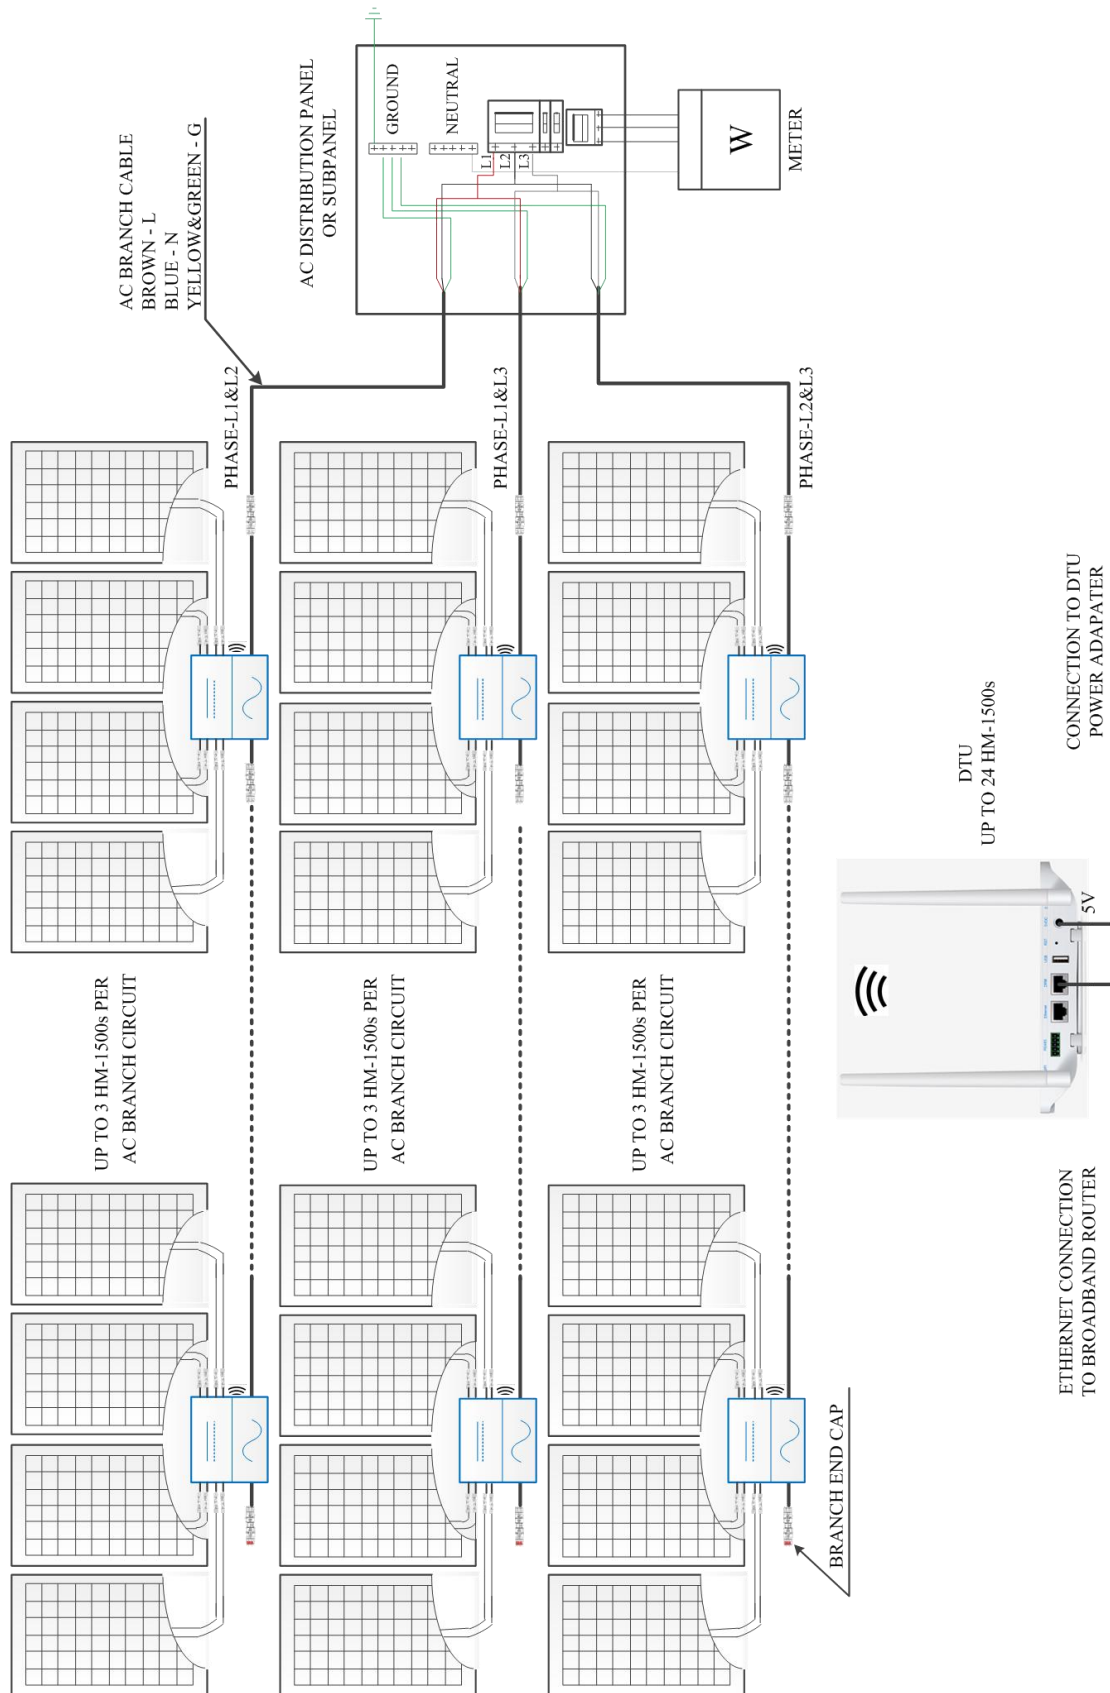 AC BRANCH CABLE
BROWN - L
BLUE - N
YELLOW&GREEN - G
AC DISTRIBUTION PANEL
OR SUBPANEL
GROUND
NEUTRAL
L1
L2
L3
W
METER
PHASE-L1&L2
PHASE-L1&L3
PHASE-L2&L3
UP TO 3 HM-1500s PER
AC BRANCH CIRCUIT
UP TO 3 HM-1500s PER
AC BRANCH CIRCUIT
UP TO 3 HM-1500s PER
AC BRANCH CIRCUIT
BRANCH END CAP
DTU
UP TO 24 HM-1500s
5V
CONNECTION TO DTU
POWER ADAPATER
ETHERNET CONNECTION
TO BROADBAND ROUTER